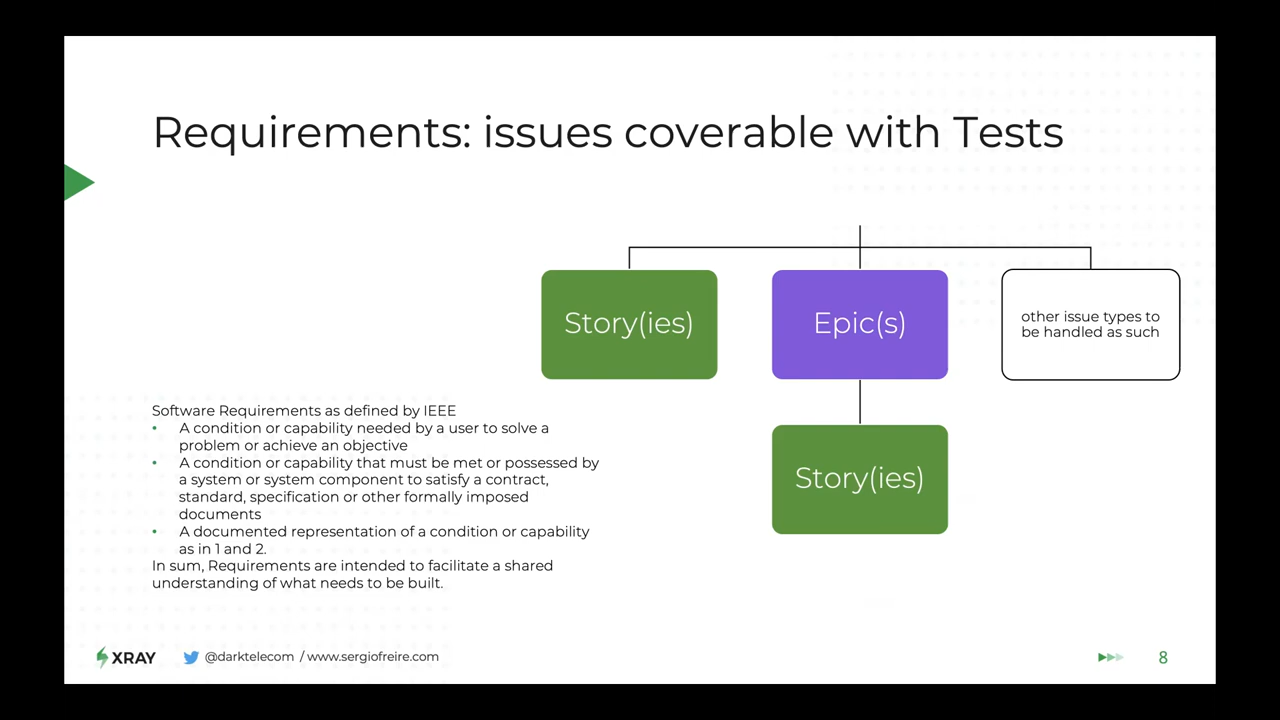 Requirements: issues coverable with Tests
Story(ies)
Epic(s)
other issue types to
be handled as such
Story(ies)
Software Requirements as defined by IEEE
• A condition or capability needed by a user to solve a
problem or achieve an objective
• A condition or capability that must be met or possessed by
a system or system component to satisfy a contract,
standard, specification or other formally imposed
documents
• A documented representation of a condition or capability
as in 1 and 2.
In sum, Requirements are intended to facilitate a shared
understanding of what needs to be built.
XRAY
@darktelecom / www.sergiofreire.com
8